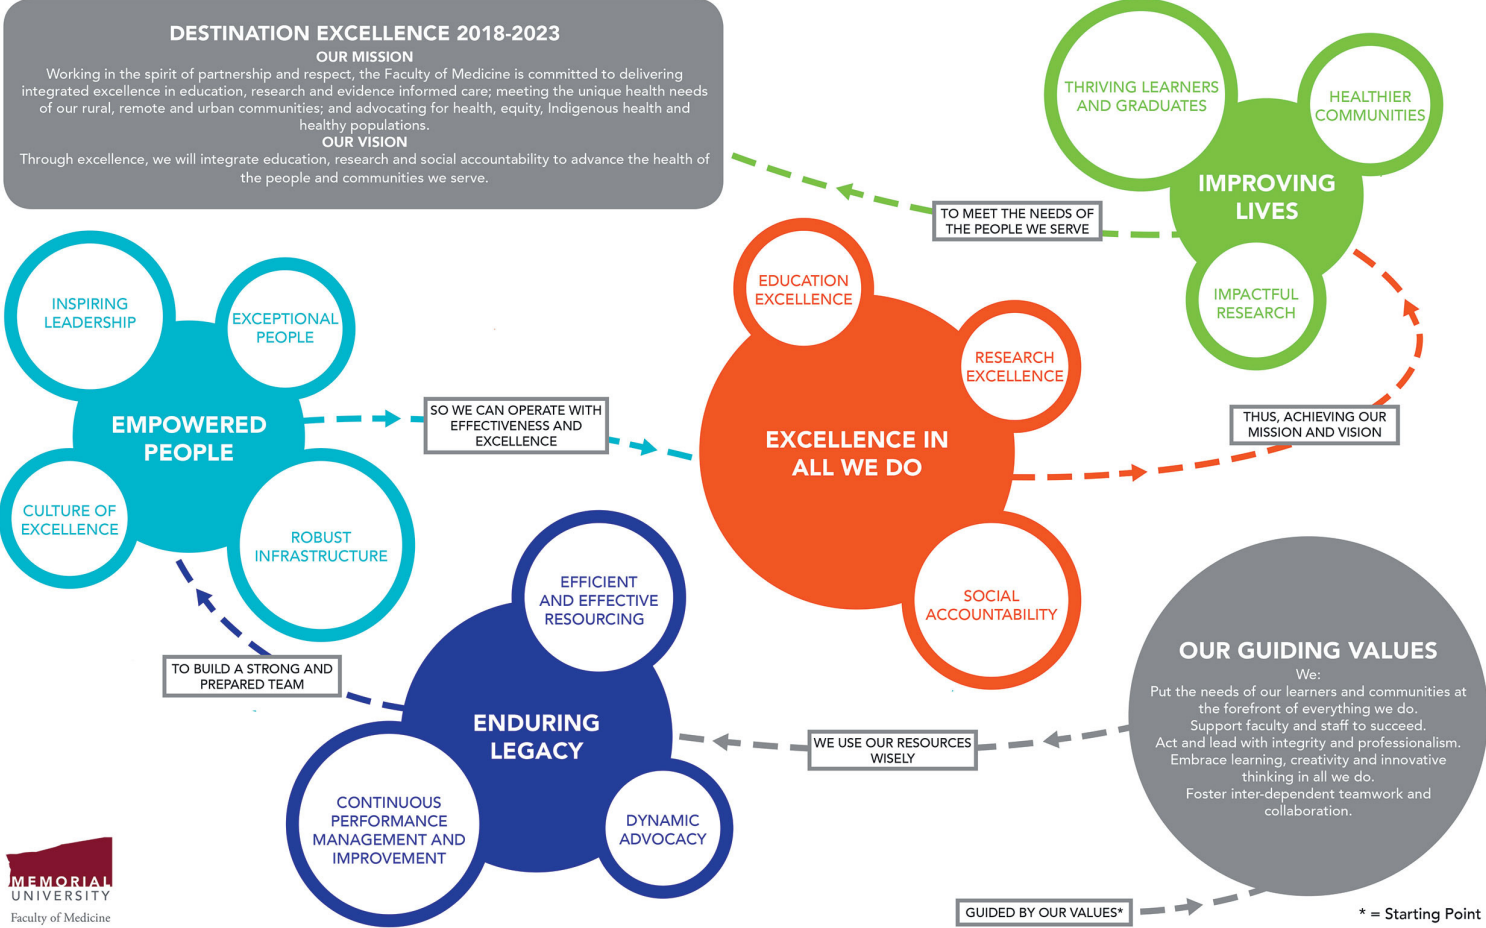 DESTINATION EXCELLENCE 2018-2023
OUR MISSION
Working in the spirit of partnership and respect, the Faculty of Medicine is committed to delivering
integrated excellence in education, research and evidence informed care; meeting the unique health needs
of our rural, remote and urban communities; and advocating for health, equity, Indigenous health and
healthy populations.
OUR VISION
Through excellence, we will integrate education, research and social accountability to advance the health of
the people and communities we serve.
THRIVING LEARNERS
AND GRADUATES
HEALTHIER
COMMUNITIES
IMPROVING
LIVES
IMPACTFUL
RESEARCH
TO MEET THE NEEDS OF
THE PEOPLE WE SERVE
INSPIRING
LEADERSHIP
EXCEPTIONAL
PEOPLE
EMPOWERED
PEOPLE
CULTURE OF
EXCELLENCE
ROBUST
INFRASTRUCTURE
SO WE CAN OPERATE WITH
EFFECTIVENESS AND
EXCELLENCE
EDUCATION
EXCELLENCE
RESEARCH
EXCELLENCE
EXCELLENCE IN
ALL WE DO
SOCIAL
ACCOUNTABILITY
THUS, ACHIEVING OUR
MISSION AND VISION
TO BUILD A STRONG AND
PREPARED TEAM
EFFICIENT
AND EFFECTIVE
RESOURCING
ENDURING
LEGACY
CONTINUOUS
PERFORMANCE
MANAGEMENT AND
IMPROVEMENT
DYNAMIC
ADVOCACY
WE USE OUR RESOURCES
WISELY
OUR GUIDING VALUES
We:
Put the needs of our learners and communities at
the forefront of everything we do.
Support faculty and staff to succeed.
Act and lead with integrity and professionalism.
Embrace learning, creativity and innovative
thinking in all we do.
Foster inter-dependent teamwork and
collaboration.
GUIDED BY OUR VALUES*
* = Starting Point
MEMORIAL
UNIVERSITY
Faculty of Medicine